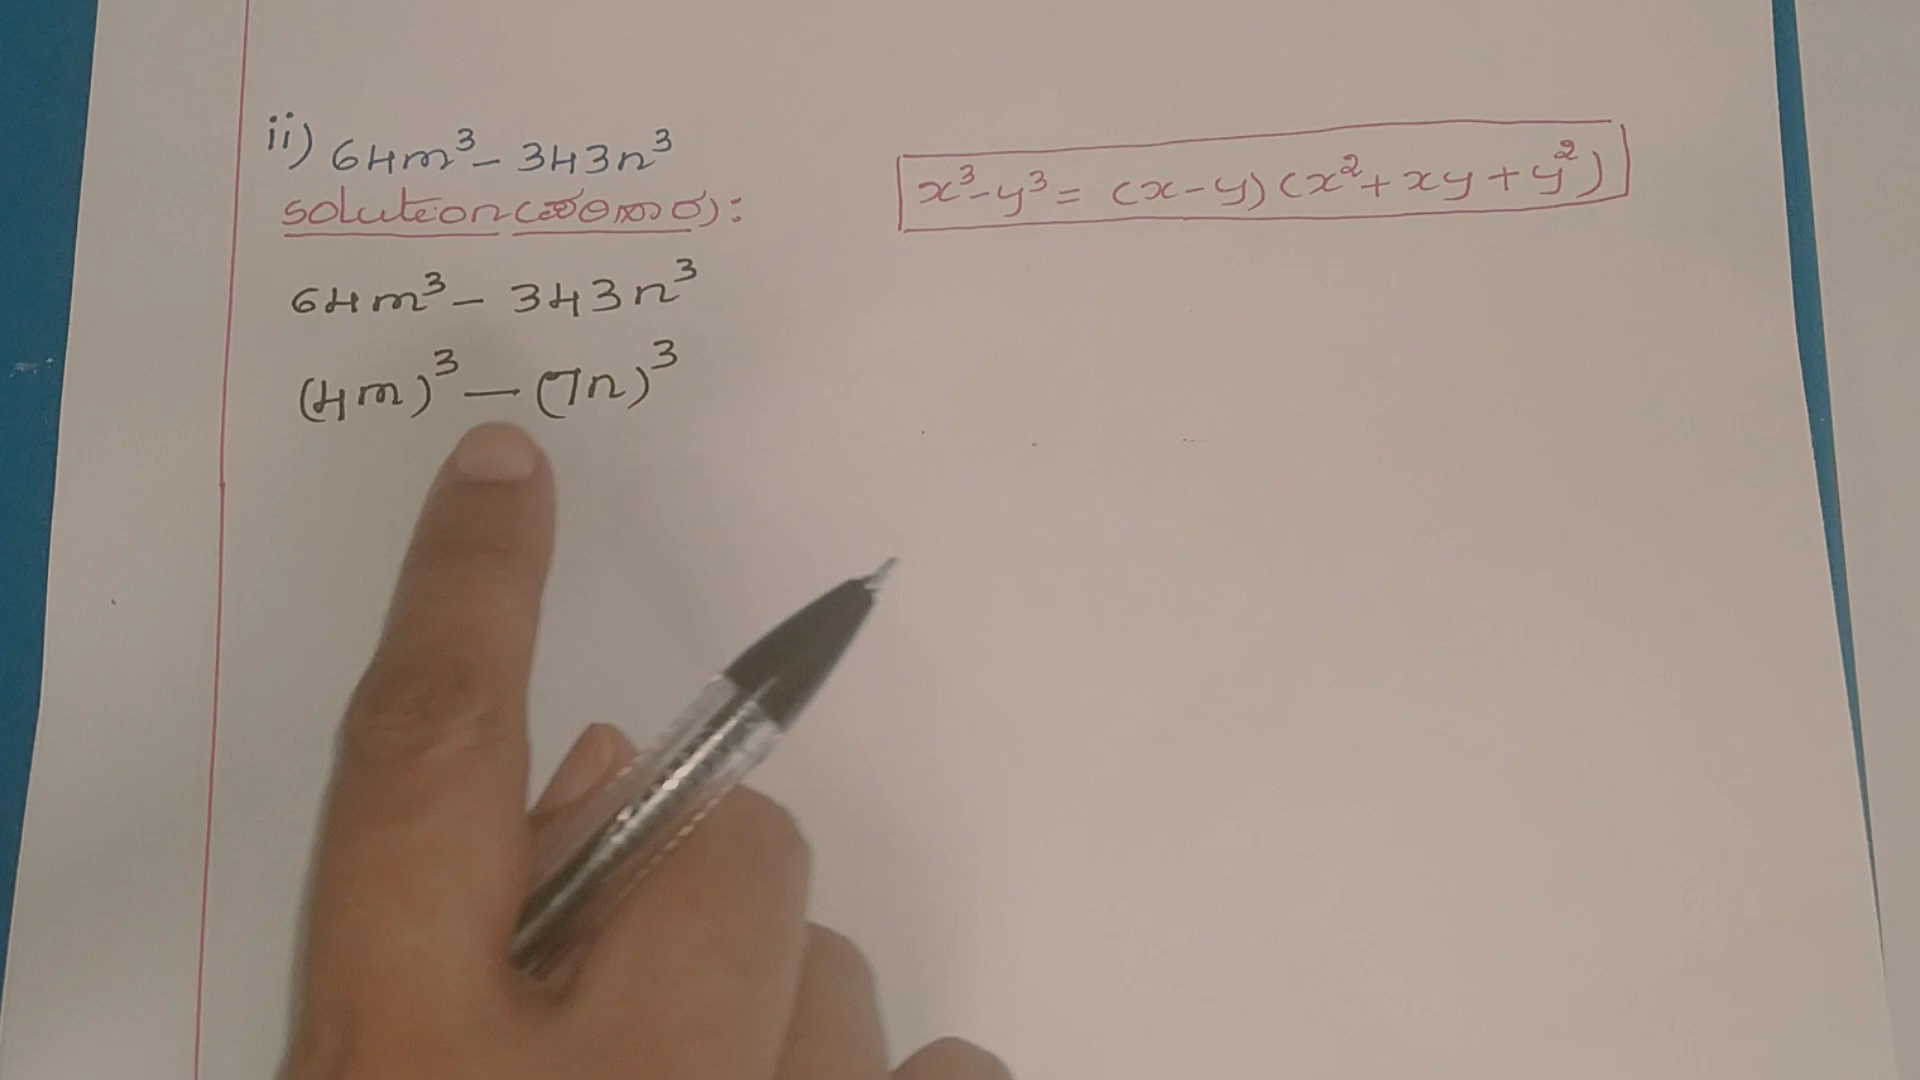 ii) 64m³ - 343n³
solution (ಪರಿಹಾರ):
x³-y³ = (x-y)(x²+xy+y²)
64m³ - 343n³
(4m)³ - (7n)³